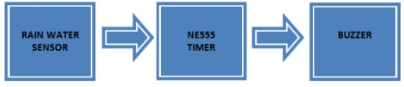 RAIN WATER
SENSOR
NE555
TIMER
BUZZER